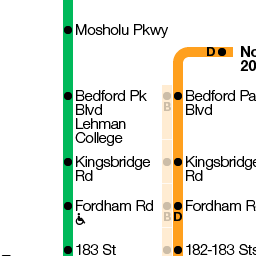 Mosholu Pkwy
D
No
20
Bedford Pk
Blvd
Lehman
College
B
Bedford Pa
Blvd
Kingsbridge
Rd
Kingsbridge
Rd
Fordham Rd
B
D
Fordham R
183 St
182-183 Sts